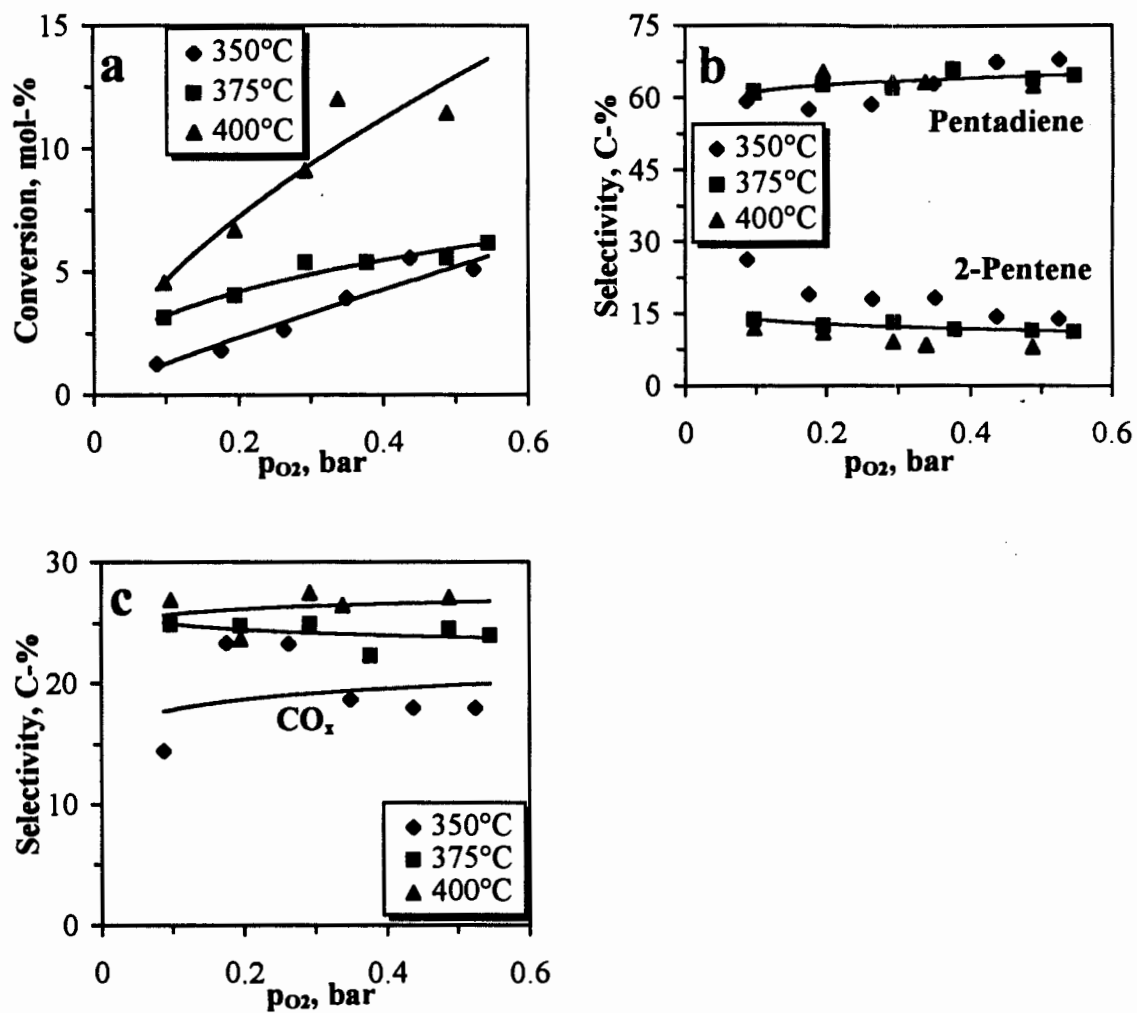 a
350°C
375°C
400°C
Conversion, mol-%
15
10
5
0
0 0.2 0.4 0.6
pO2, bar
b
Selectivity, C-%
75
60
45
30
15
0
Pentadiene
350°C
375°C
400°C
2-Pentene
0 0.2 0.4 0.6
pO2, bar
c
Selectivity, C-%
30
20
10
0
COx
350°C
375°C
400°C
0 0.2 0.4 0.6
pO2, bar